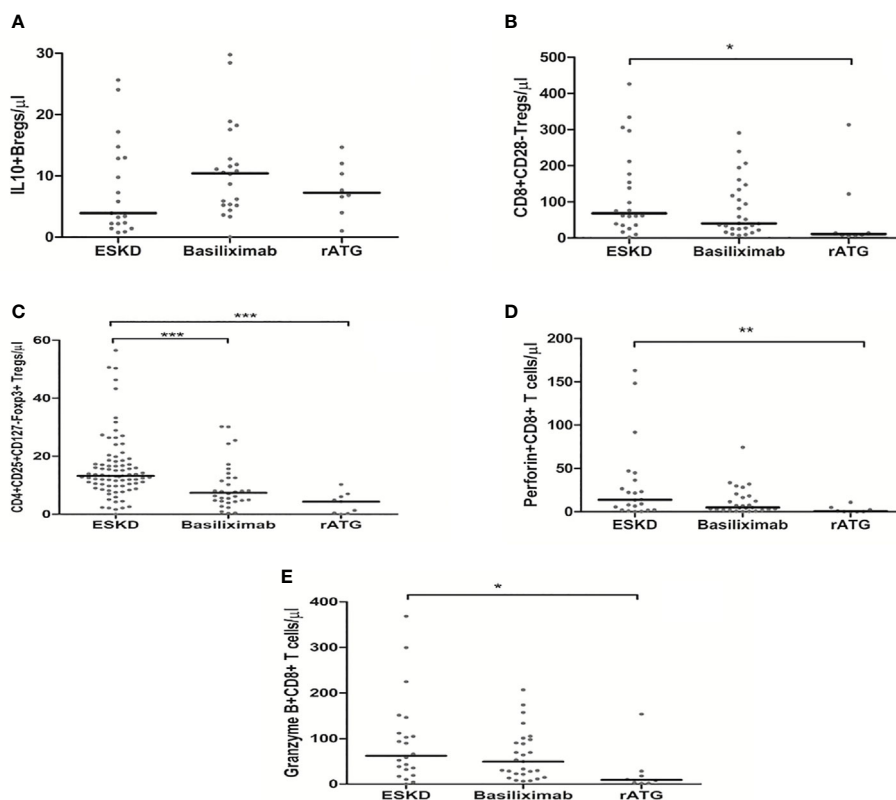 A
IL10+Bregs/μl
30
20
10
0
ESKD Basiliximab rATG
B
CD8+CD28-Tregs/μl
500
400
300
200
100
0
*
ESKD Basiliximab rATG
C
CD4+CD25+CD127-Foxp3+ Tregs/μl
60
40
20
0
***
***
ESKD Basiliximab rATG
D
Perforin+CD8+ T cells/μl
200
150
100
50
0
**
ESKD Basiliximab rATG
E
Granzyme B+CD8+ T cells/μl
400
300
200
100
0
*
ESKD Basiliximab rATG